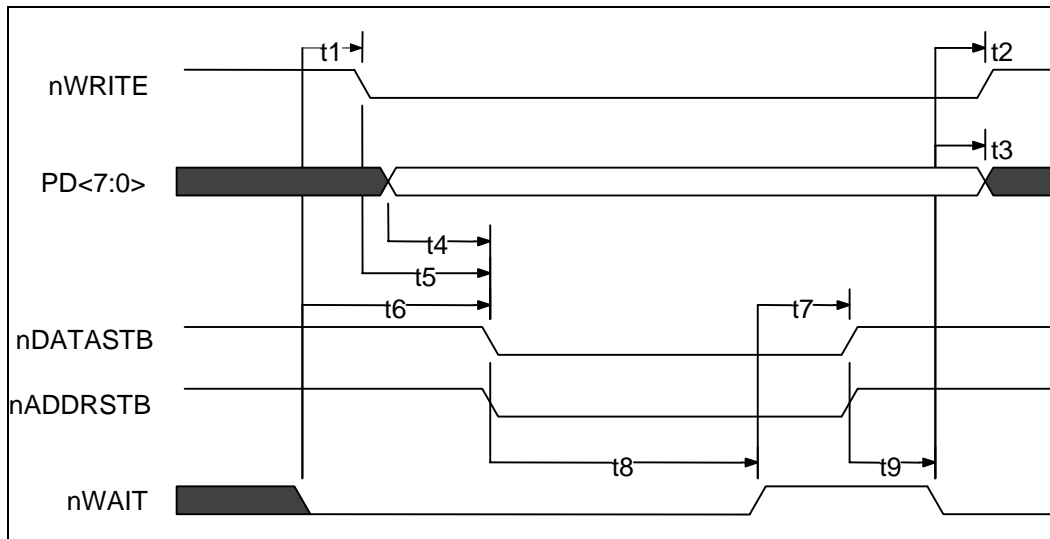 t1
t2
nWRITE
t3
PD<7:0>
t4
t5
t6
t7
nDATASTB
nADDRSTB
t8
t9
nWAIT